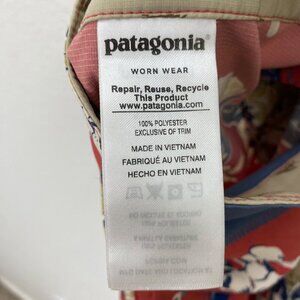 patagonia®
WORN WEAR
Repair, Reuse, Recycle
This Product
www.patagonia.com
100% POLYESTER
EXCLUSIVE OF TRIM
MADE IN VIETNAM
FABRIQUÉ AU VIETNAM
HECHO EN VIETNAM